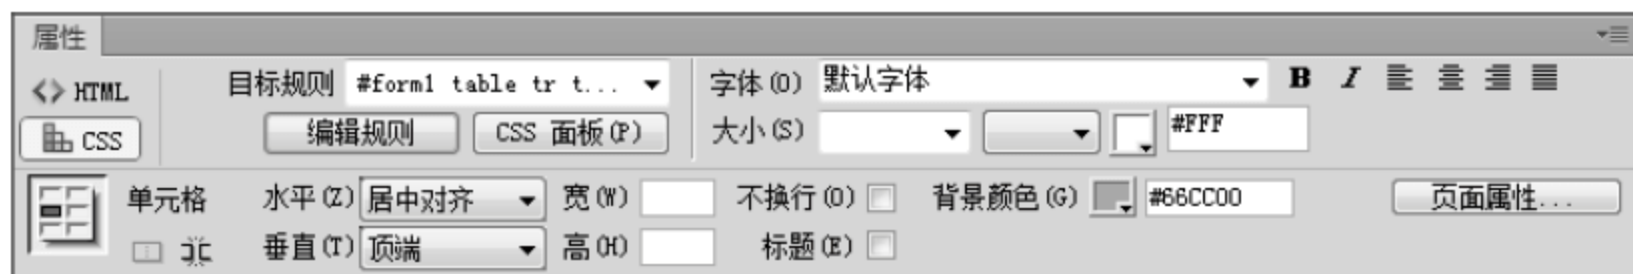 属性
<> HTML 目标规则 #form1 table tr t... 字体(O) 默认字体 B I
CSS 编辑规则 CSS 面板(P) 大小(S) #FFF
单元格 水平(Z) 居中对齐 宽(W) 不换行(O) 背景颜色(G) #66CC00 页面属性...
垂直(T) 顶端 高(H) 标题(E)